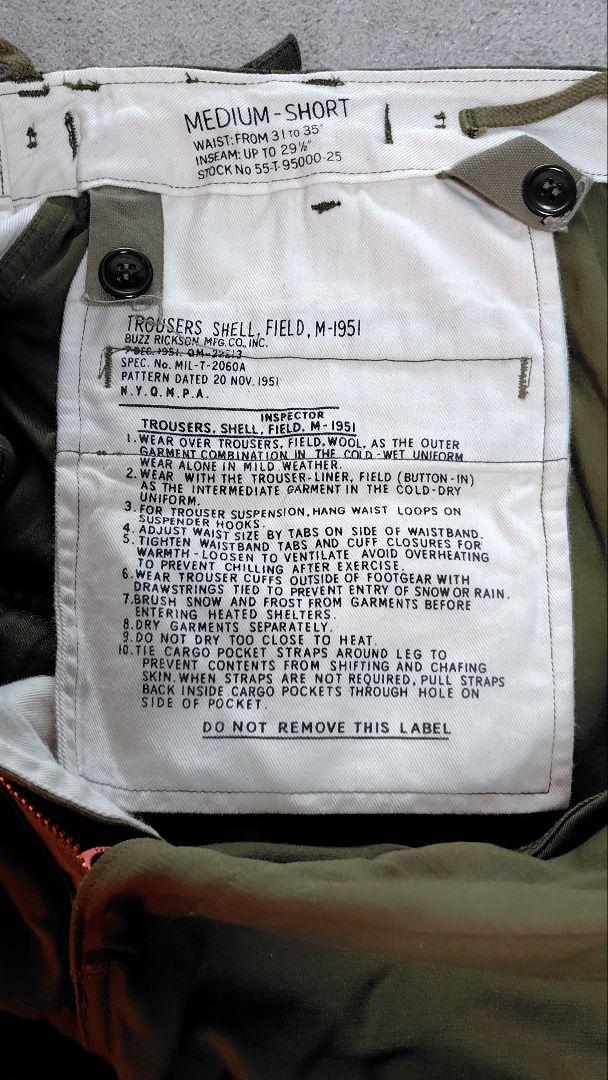 MEDIUM-SHORT
WAIST: FROM 31 TO 35"
INSEAM: UP TO 29½"
STOCK No 55-T-95000-25
TROUSERS SHELL, FIELD, M-1951
BUZZ RICKSON MFG. CO., INC.
7 DEC. 1951. QM-
SPEC. No. MIL-T-2060A
PATTERN DATED 20 NOV. 1951
N.Y.Q.M.P.A.
INSPECTOR
TROUSERS, SHELL, FIELD, M-1951
1. WEAR OVER TROUSERS, FIELD, WOOL, AS THE OUTER
GARMENT COMBINATION IN THE COLD-WET UNIFORM
WEAR ALONE IN MILD WEATHER.
2. WEAR WITH THE TROUSER-LINER, FIELD (BUTTON-IN)
AS THE INTERMEDIATE GARMENT IN THE COLD-DRY
UNIFORM.
3. FOR TROUSER SUSPENSION, HANG WAIST LOOPS ON
SUSPENDER HOOKS.
4. ADJUST WAIST SIZE BY TABS ON SIDE OF WAISTBAND.
5. TIGHTEN WAISTBAND TABS AND CUFF CLOSURES FOR
WARMTH-LOOSEN TO VENTILATE AVOID OVERHEATING
TO PREVENT CHILLING AFTER EXERCISE.
6. WEAR TROUSER CUFFS OUTSIDE OF FOOTGEAR WITH
DRAWSTRINGS TIED TO PREVENT ENTRY OF SNOW OR RAIN.
7. BRUSH SNOW AND FROST FROM GARMENTS BEFORE
ENTERING HEATED SHELTERS.
8. DRY GARMENTS SEPARATELY.
9. DO NOT DRY TOO CLOSE TO HEAT.
10. TIE CARGO POCKET STRAPS AROUND LEG TO
PREVENT CONTENTS FROM SHIFTING AND CHAFING
SKIN. WHEN STRAPS ARE NOT REQUIRED, PULL STRAPS
BACK INSIDE CARGO POCKETS THROUGH HOLE ON
SIDE OF POCKET.
DO NOT REMOVE THIS LABEL